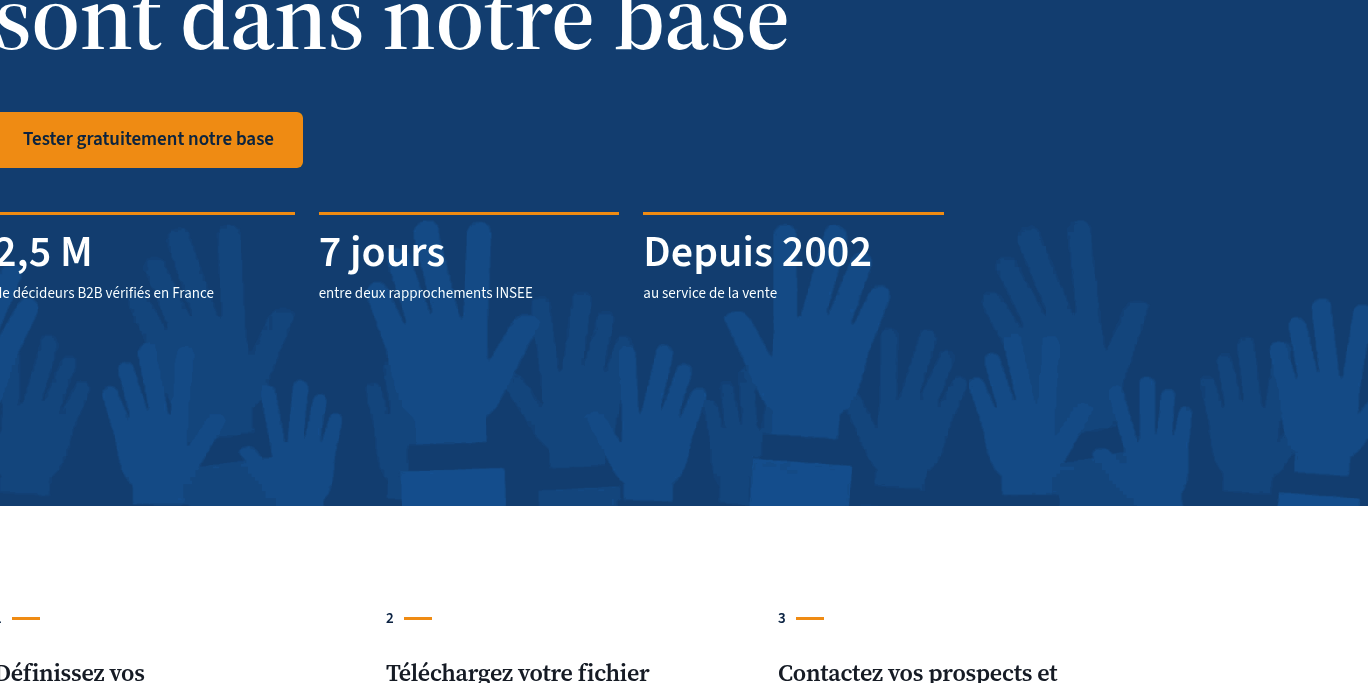 sont dans notre base
Tester gratuitement notre base
2,5 M
7 jours
Depuis 2002
de décideurs B2B vérifiés en France
entre deux rapprochements INSEE
au service de la vente
2
3
Définissez vos
Téléchargez votre fichier
Contactez vos prospects et